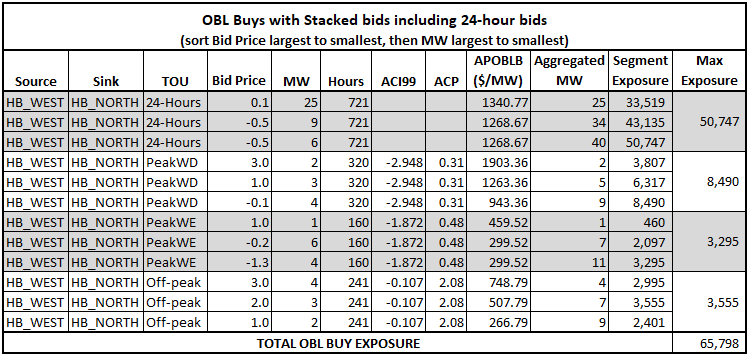 OBL Buys with Stacked bids including 24-hour bids
(sort Bid Price largest to smallest, then MW largest to smallest)
APOBLB Aggregated Segment Max
Source Sink TOU Bid Price MW Hours ACI99 ACP ($/MW) MW Exposure Exposure
HB_WEST HB_NORTH 24-Hours 0.1 25 721 1340.77 25 33,519
HB_WEST HB_NORTH 24-Hours -0.5 9 721 1268.67 34 43,135 50,747
HB_WEST HB_NORTH 24-Hours -0.5 6 721 1268.67 40 50,747
HB_WEST HB_NORTH PeakWD 3.0 2 320 -2.948 0.31 1903.36 2 3,807
HB_WEST HB_NORTH PeakWD 1.0 3 320 -2.948 0.31 1263.36 5 6,317 8,490
HB_WEST HB_NORTH PeakWD -0.1 4 320 -2.948 0.31 943.36 9 8,490
HB_WEST HB_NORTH PeakWE 1.0 1 160 -1.872 0.48 459.52 1 460
HB_WEST HB_NORTH PeakWE -0.2 6 160 -1.872 0.48 299.52 7 2,097 3,295
HB_WEST HB_NORTH PeakWE -1.3 4 160 -1.872 0.48 299.52 11 3,295
HB_WEST HB_NORTH Off-peak 3.0 4 241 -0.107 2.08 748.79 4 2,995
HB_WEST HB_NORTH Off-peak 2.0 3 241 -0.107 2.08 507.79 7 3,555 3,555
HB_WEST HB_NORTH Off-peak 1.0 2 241 -0.107 2.08 266.79 9 2,401
TOTAL OBL BUY EXPOSURE 65,798